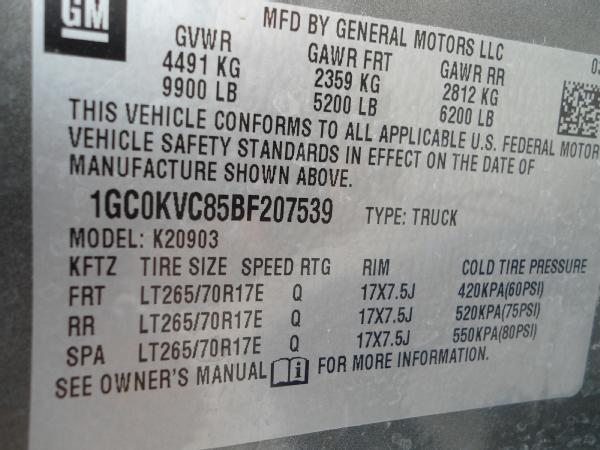 GM
MFD BY GENERAL MOTORS LLC
GVWR GAWR FRT GAWR RR
4491 KG 2359 KG 2812 KG
9900 LB 5200 LB 6200 LB
THIS VEHICLE CONFORMS TO ALL APPLICABLE U.S. FEDERAL MOTOR
VEHICLE SAFETY STANDARDS IN EFFECT ON THE DATE OF
MANUFACTURE SHOWN ABOVE.
1GC0KVC85BF207539 TYPE: TRUCK
MODEL: K20903
KFTZ TIRE SIZE SPEED RTG RIM COLD TIRE PRESSURE
FRT LT265/70R17E Q 17X7.5J 420KPA(60PSI)
RR LT265/70R17E Q 17X7.5J 520KPA(75PSI)
SPA LT265/70R17E Q 17X7.5J 550KPA(80PSI)
SEE OWNER'S MANUAL i FOR MORE INFORMATION.